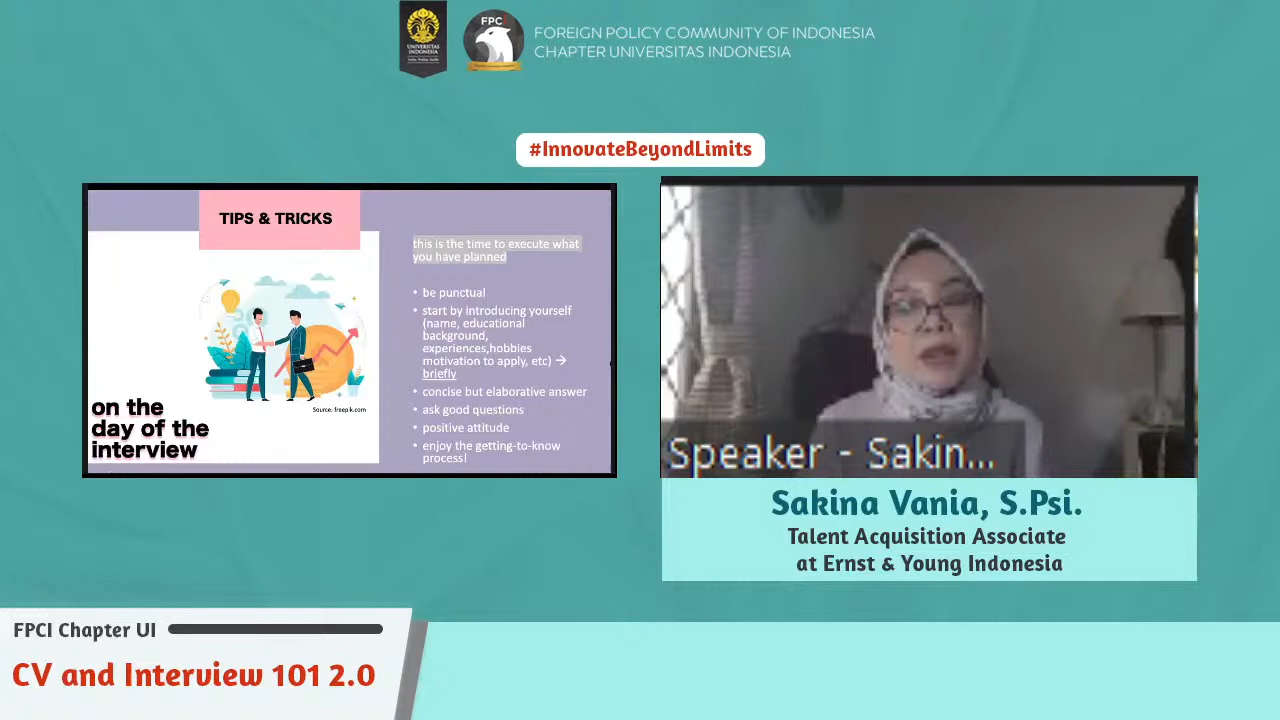 UNIVERSITAS
INDONESIA
FPCI
FOREIGN POLICY COMMUNITY OF INDONESIA
CHAPTER UNIVERSITAS INDONESIA
#InnovateBeyondLimits
TIPS & TRICKS
this is the time to execute what
you have planned
• be punctual
• start by introducing yourself
(name, educational
background,
experiences,hobbies
motivation to apply, etc) →
briefly
• concise but elaborative answer
• ask good questions
• positive attitude
• enjoy the getting-to-know
process
Source: freepik.com
on the
day of the
interview
Speaker - Sakin...
Sakina Vania, S.Psi.
Talent Acquisition Associate
at Ernst & Young Indonesia
FPCI Chapter UI
CV and Interview 101 2.0